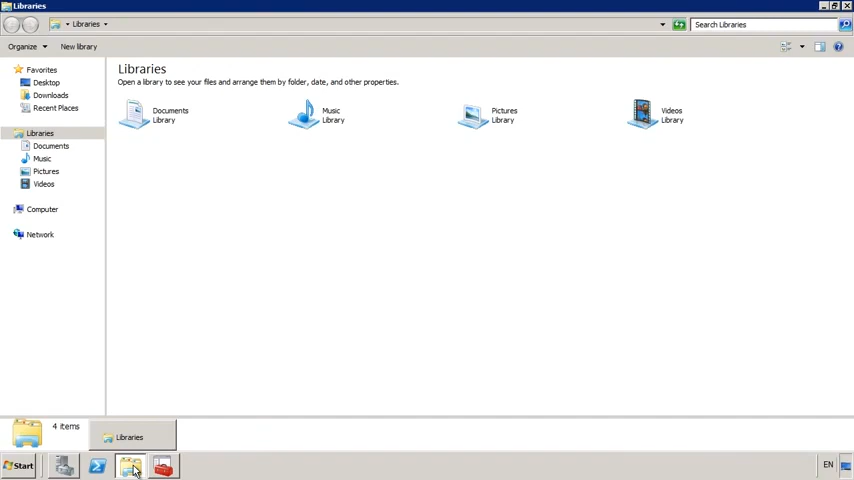 Libraries
Libraries
Search Libraries
Organize
New library
Favorites
Desktop
Downloads
Recent Places
Libraries
Documents
Music
Pictures
Videos
Computer
Network
Libraries
Open a library to see your files and arrange them by folder, date, and other properties.
Documents
Library
Music
Library
Pictures
Library
Videos
Library
4 items
Libraries
Start
EN